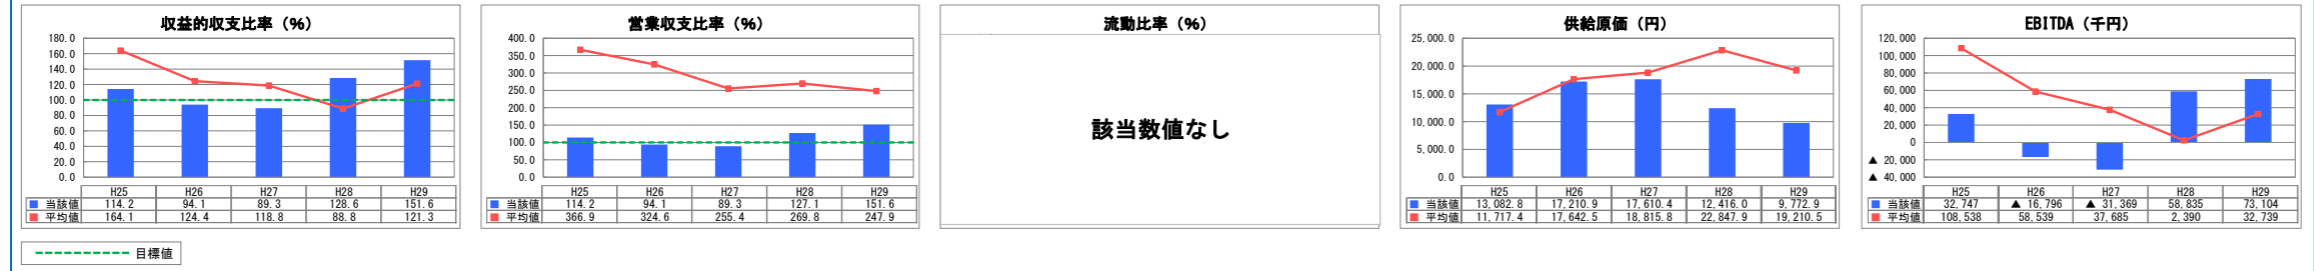 収益的収支比率（%）
180.0
160.0
140.0
120.0
100.0
80.0
60.0
40.0
20.0
0.0
H25 H26 H27 H28 H29
当該値 114.2 94.1 89.3 128.6 151.6
平均値 164.1 124.4 118.8 88.8 121.3
営業収支比率（%）
400.0
350.0
300.0
250.0
200.0
150.0
100.0
50.0
0.0
H25 H26 H27 H28 H29
当該値 114.2 94.1 89.3 127.1 151.6
平均値 366.9 324.6 255.4 269.8 247.9
流動比率（%）
該当数値なし
供給原価（円）
25,000.0
20,000.0
15,000.0
10,000.0
5,000.0
0.0
H25 H26 H27 H28 H29
当該値 13,082.8 17,210.9 17,610.4 12,416.0 9,772.9
平均値 11,717.4 17,642.5 18,815.8 22,847.9 19,210.5
EBITDA（千円）
120,000
100,000
80,000
60,000
40,000
20,000
0
▲ 20,000
▲ 40,000
H25 H26 H27 H28 H29
当該値 32,747 ▲ 16,796 ▲ 31,369 58,835 73,104
平均値 108,538 58,539 37,685 2,390 32,739
目標値